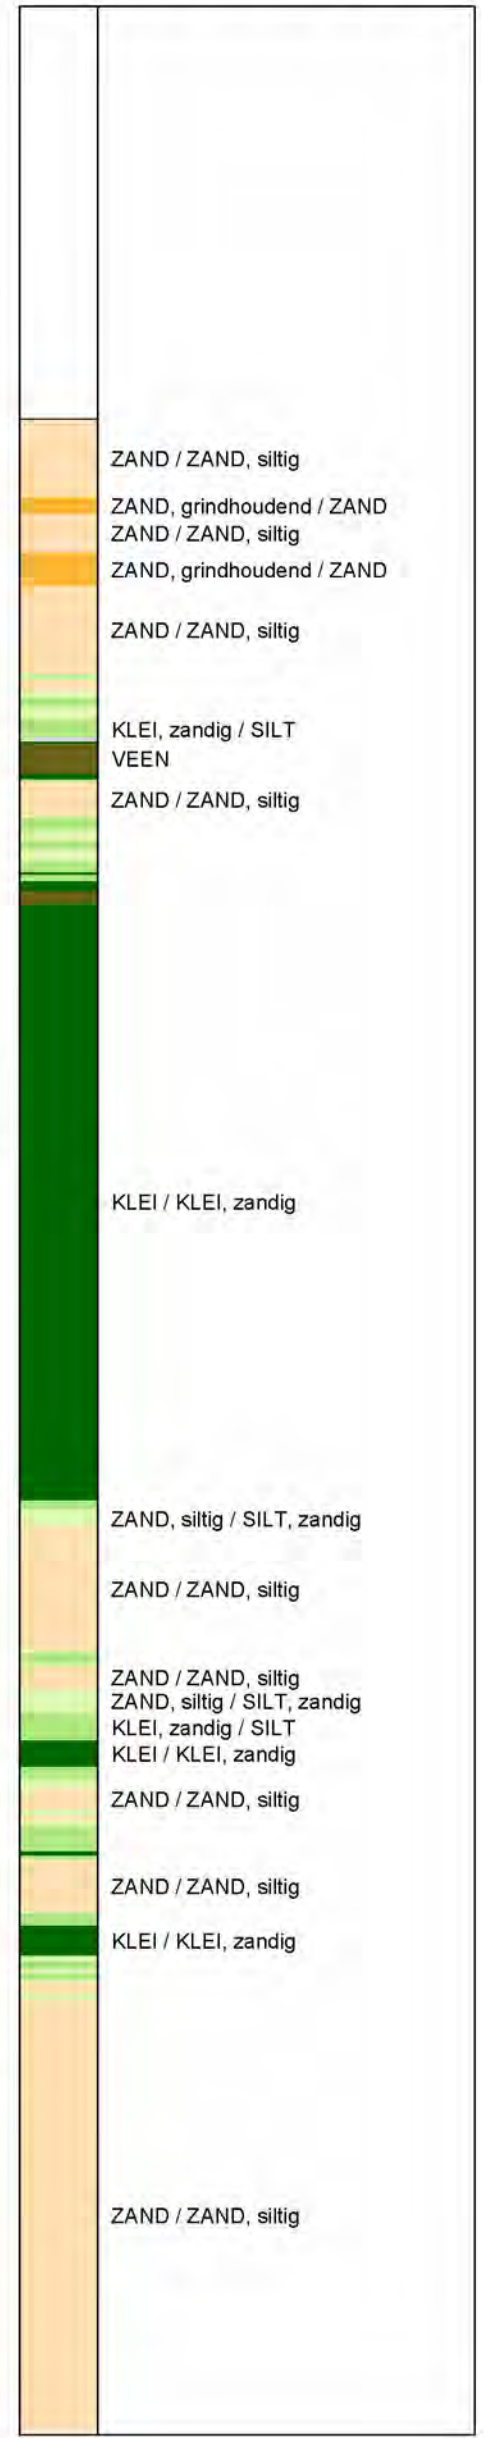 ZAND / ZAND, siltig
ZAND, grindhoudend / ZAND
ZAND / ZAND, siltig
ZAND, grindhoudend / ZAND
ZAND / ZAND, siltig
KLEI, zandig / SILT
VEEN
ZAND / ZAND, siltig
KLEI / KLEI, zandig
ZAND, siltig / SILT, zandig
ZAND / ZAND, siltig
ZAND / ZAND, siltig
ZAND, siltig / SILT, zandig
KLEI, zandig / SILT
KLEI / KLEI, zandig
ZAND / ZAND, siltig
ZAND / ZAND, siltig
KLEI / KLEI, zandig
ZAND / ZAND, siltig